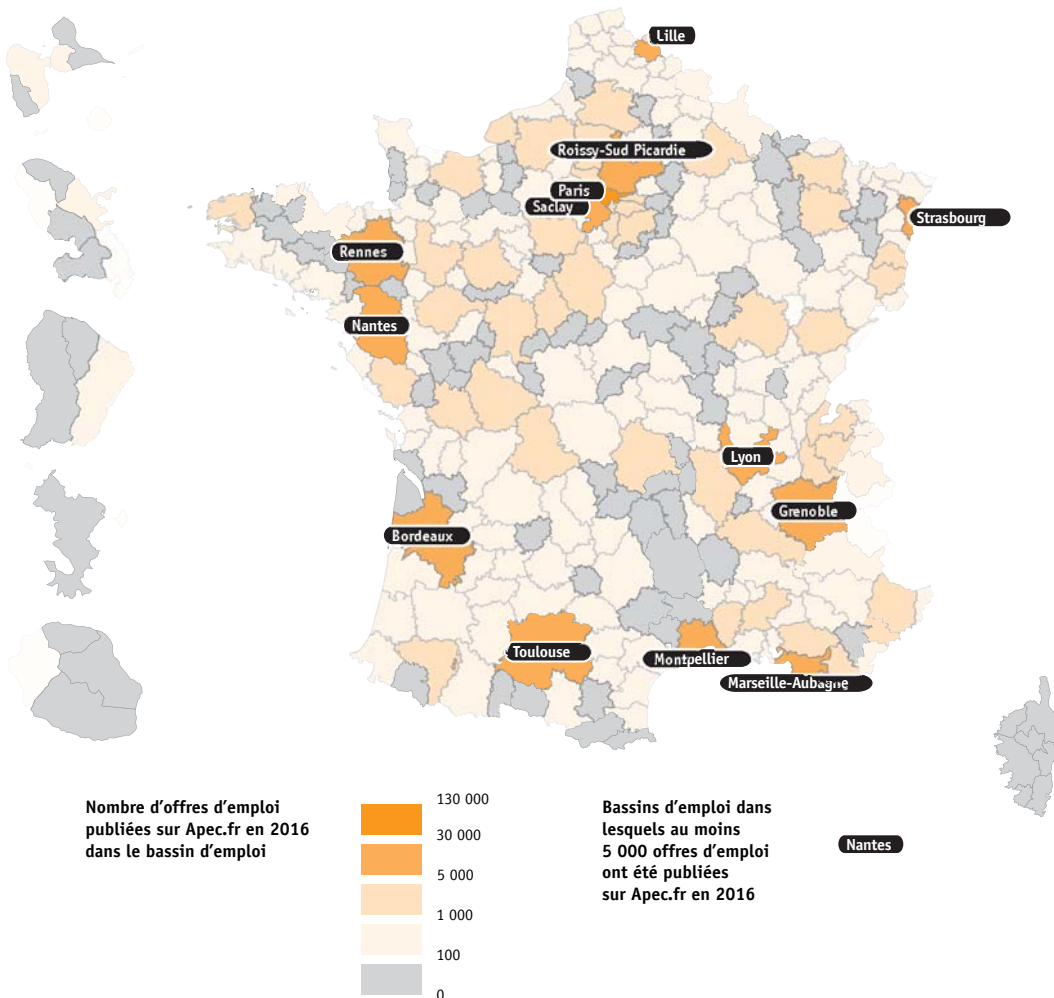 Lille
Roissy-Sud Picardie
Paris
Saclay
Strasbourg
Rennes
Nantes
Lyon
Grenoble
Bordeaux
Toulouse
Montpellier
Marseille-Aubagne
Nombre d'offres d'emploi
publiées sur Apec.fr en 2016
dans le bassin d'emploi
130 000
30 000
5 000
1 000
100
0
Bassins d'emploi dans
lesquels au moins
5 000 offres d'emploi
ont été publiées
sur Apec.fr en 2016
Nantes